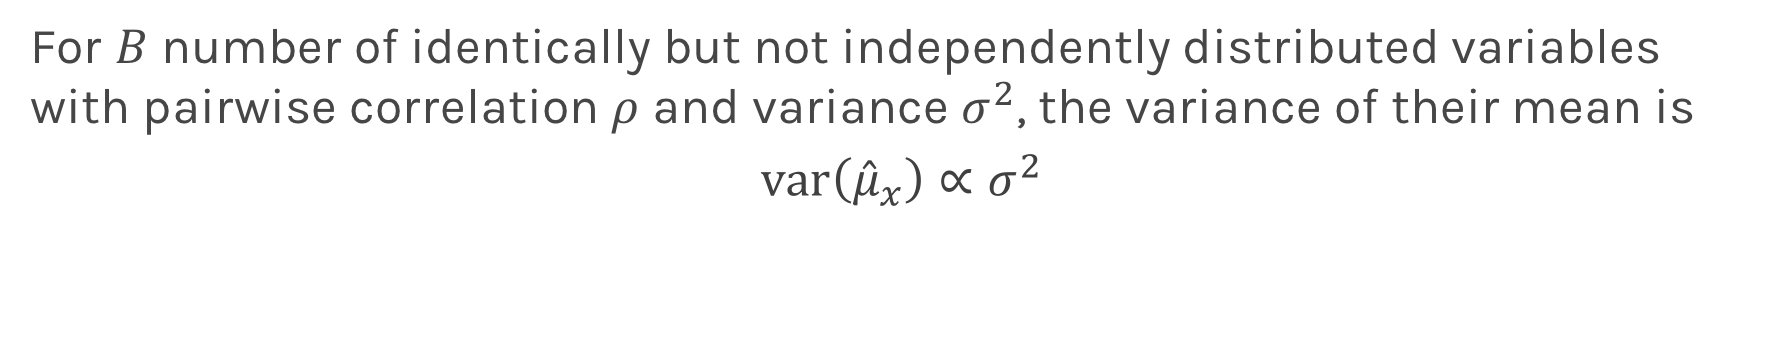 For B number of identically but not independently distributed variables
with pairwise correlation ρ and variance σ², the variance of their mean is
var(μ̂ₓ) ∝ σ²